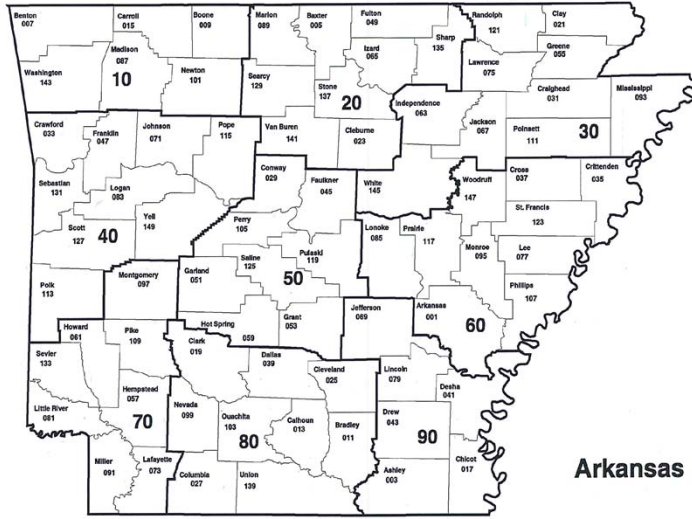 Benton
007
Carroll
015
Boone
009
Marion
089
Baxter
005
Fulton
049
Sharp
135
Randolph
121
Clay
021
Greene
055
Madison
087
10
Washington
143
Newton
101
Searcy
129
Stone
137
20
Izard
065
Lawrence
075
Independence
063
Jackson
067
Craighead
031
Mississippi
093
Poinsett
111
30
Crawford
033
Franklin
047
Johnson
071
Pope
115
Van Buren
141
Cleburne
023
Sebastian
131
Logan
083
Conway
029
Faulkner
045
White
145
Woodruff
147
Cross
037
Crittenden
035
St. Francis
123
Scott
127
40
Yell
149
Perry
105
Lonoke
085
Prairie
117
Monroe
095
Lee
077
Saline
125
Pulaski
119
50
Garland
051
Polk
113
Montgomery
097
Phillips
107
Hot Spring
059
Grant
053
Jefferson
069
Arkansas
001
60
Howard
061
Pike
109
Clark
019
Dallas
039
Cleveland
025
Lincoln
079
Desha
041
Sevier
133
Hempstead
057
70
Little River
081
Nevada
099
Ouachita
103
80
Calhoun
013
Bradley
011
Drew
043
90
Miller
091
Lafayette
073
Columbia
027
Union
139
Ashley
003
Chicot
017
Arkansas